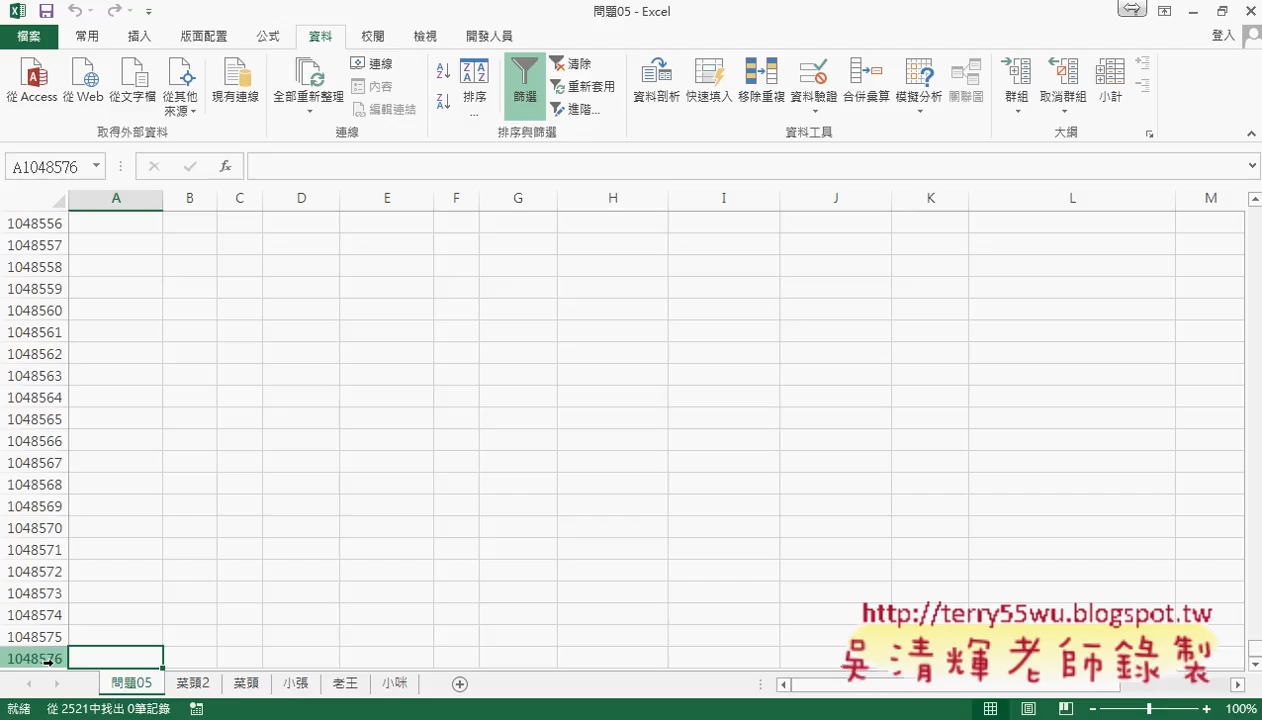 問題05 - Excel
檔案 常用 插入 版面配置 公式 資料 校閱 檢視 開發人員 登入
從 Access 從 Web 從文字檔 從其他來源 現有連線 全部重新整理 連線 內容 編輯連結 排序... 篩選 清除 重新套用 進階... 資料剖析 快速填入 移除重複 資料驗證 合併彙算 模擬分析 關聯圖 群組 取消群組 小計
取得外部資料 連線 排序與篩選 資料工具 大綱
A1048576 fx
A B C D E F G H I J K L M
1048556
1048557
1048558
1048559
1048560
1048561
1048562
1048563
1048564
1048565
1048566
1048567
1048568
1048569
1048570
1048571
1048572
1048573
1048574
1048575
1048576
http://terry55wu.blogspot.tw
吳清輝老師錄製
問題05 菜頭2 菜頭 小張 老王 小咪
就緒 從 2521中找出 0筆記錄 100%